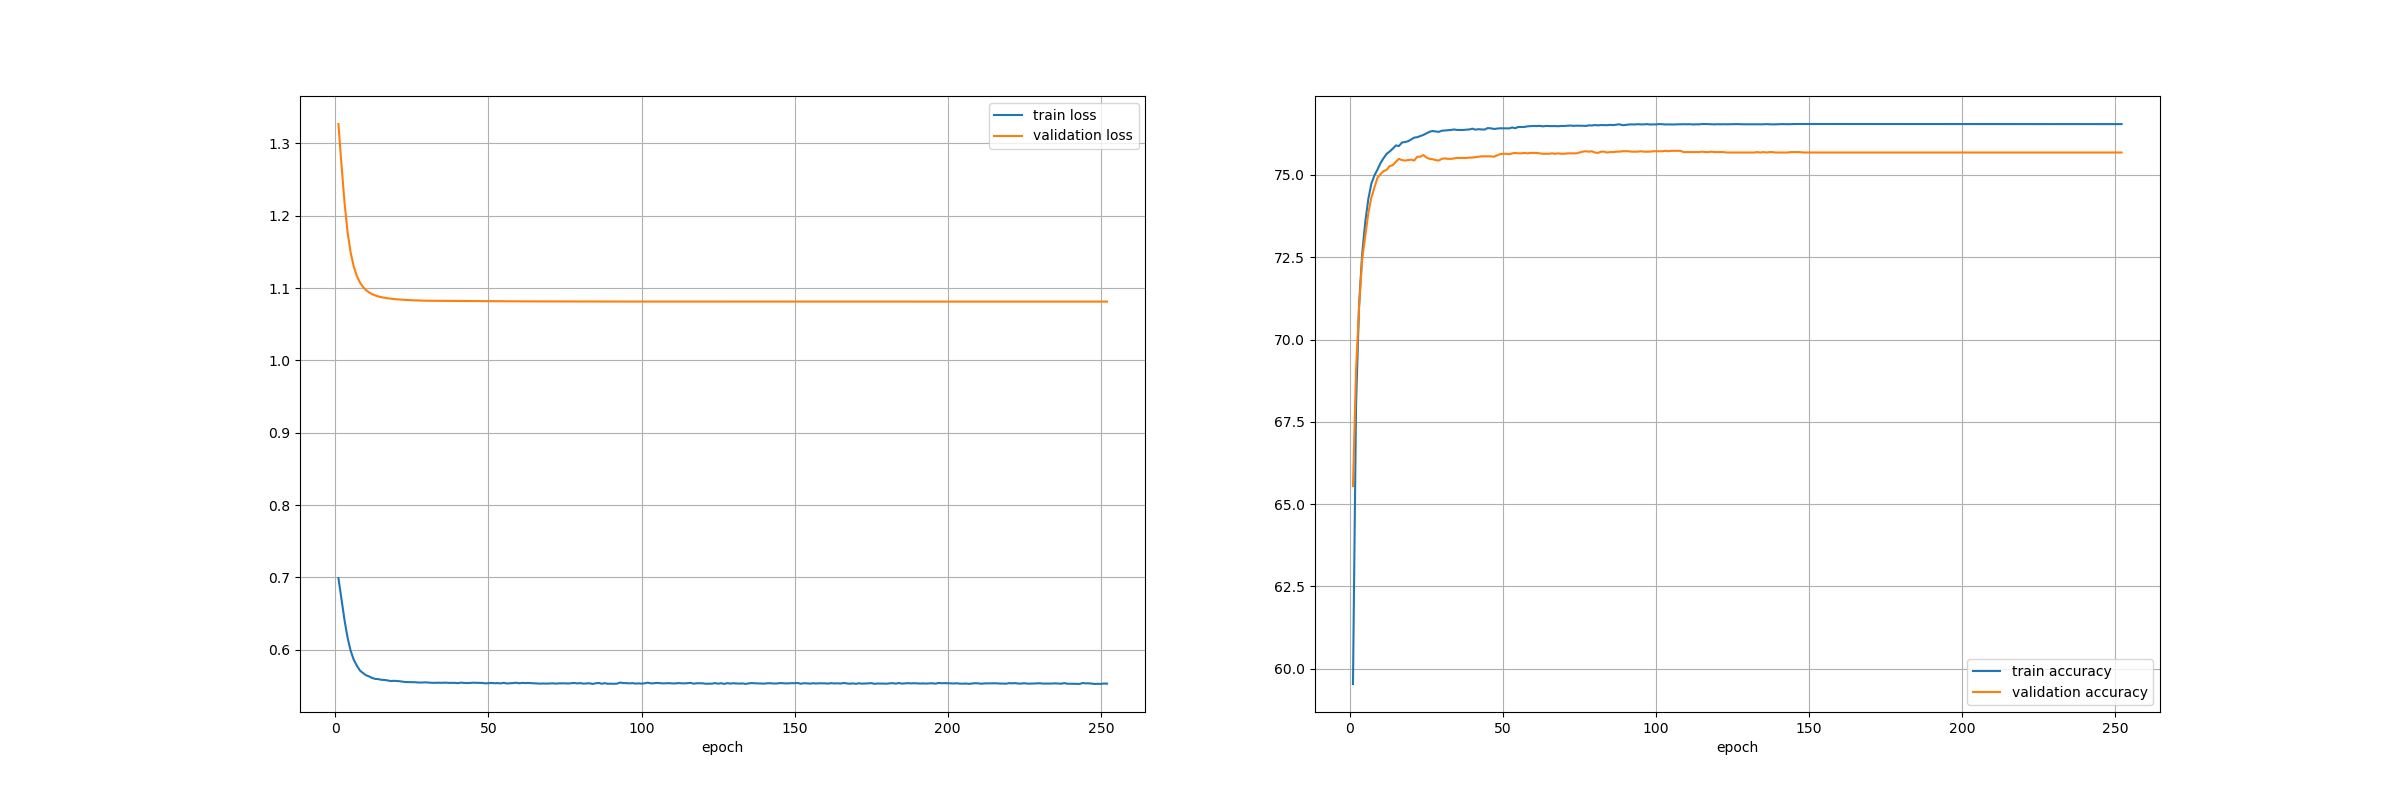 train loss
validation loss
1.3
1.2
1.1
1.0
0.9
0.8
0.7
0.6
0 50 100 150 200 250
epoch
75.0
72.5
70.0
67.5
65.0
62.5
60.0
train accuracy
validation accuracy
0 50 100 150 200 250
epoch